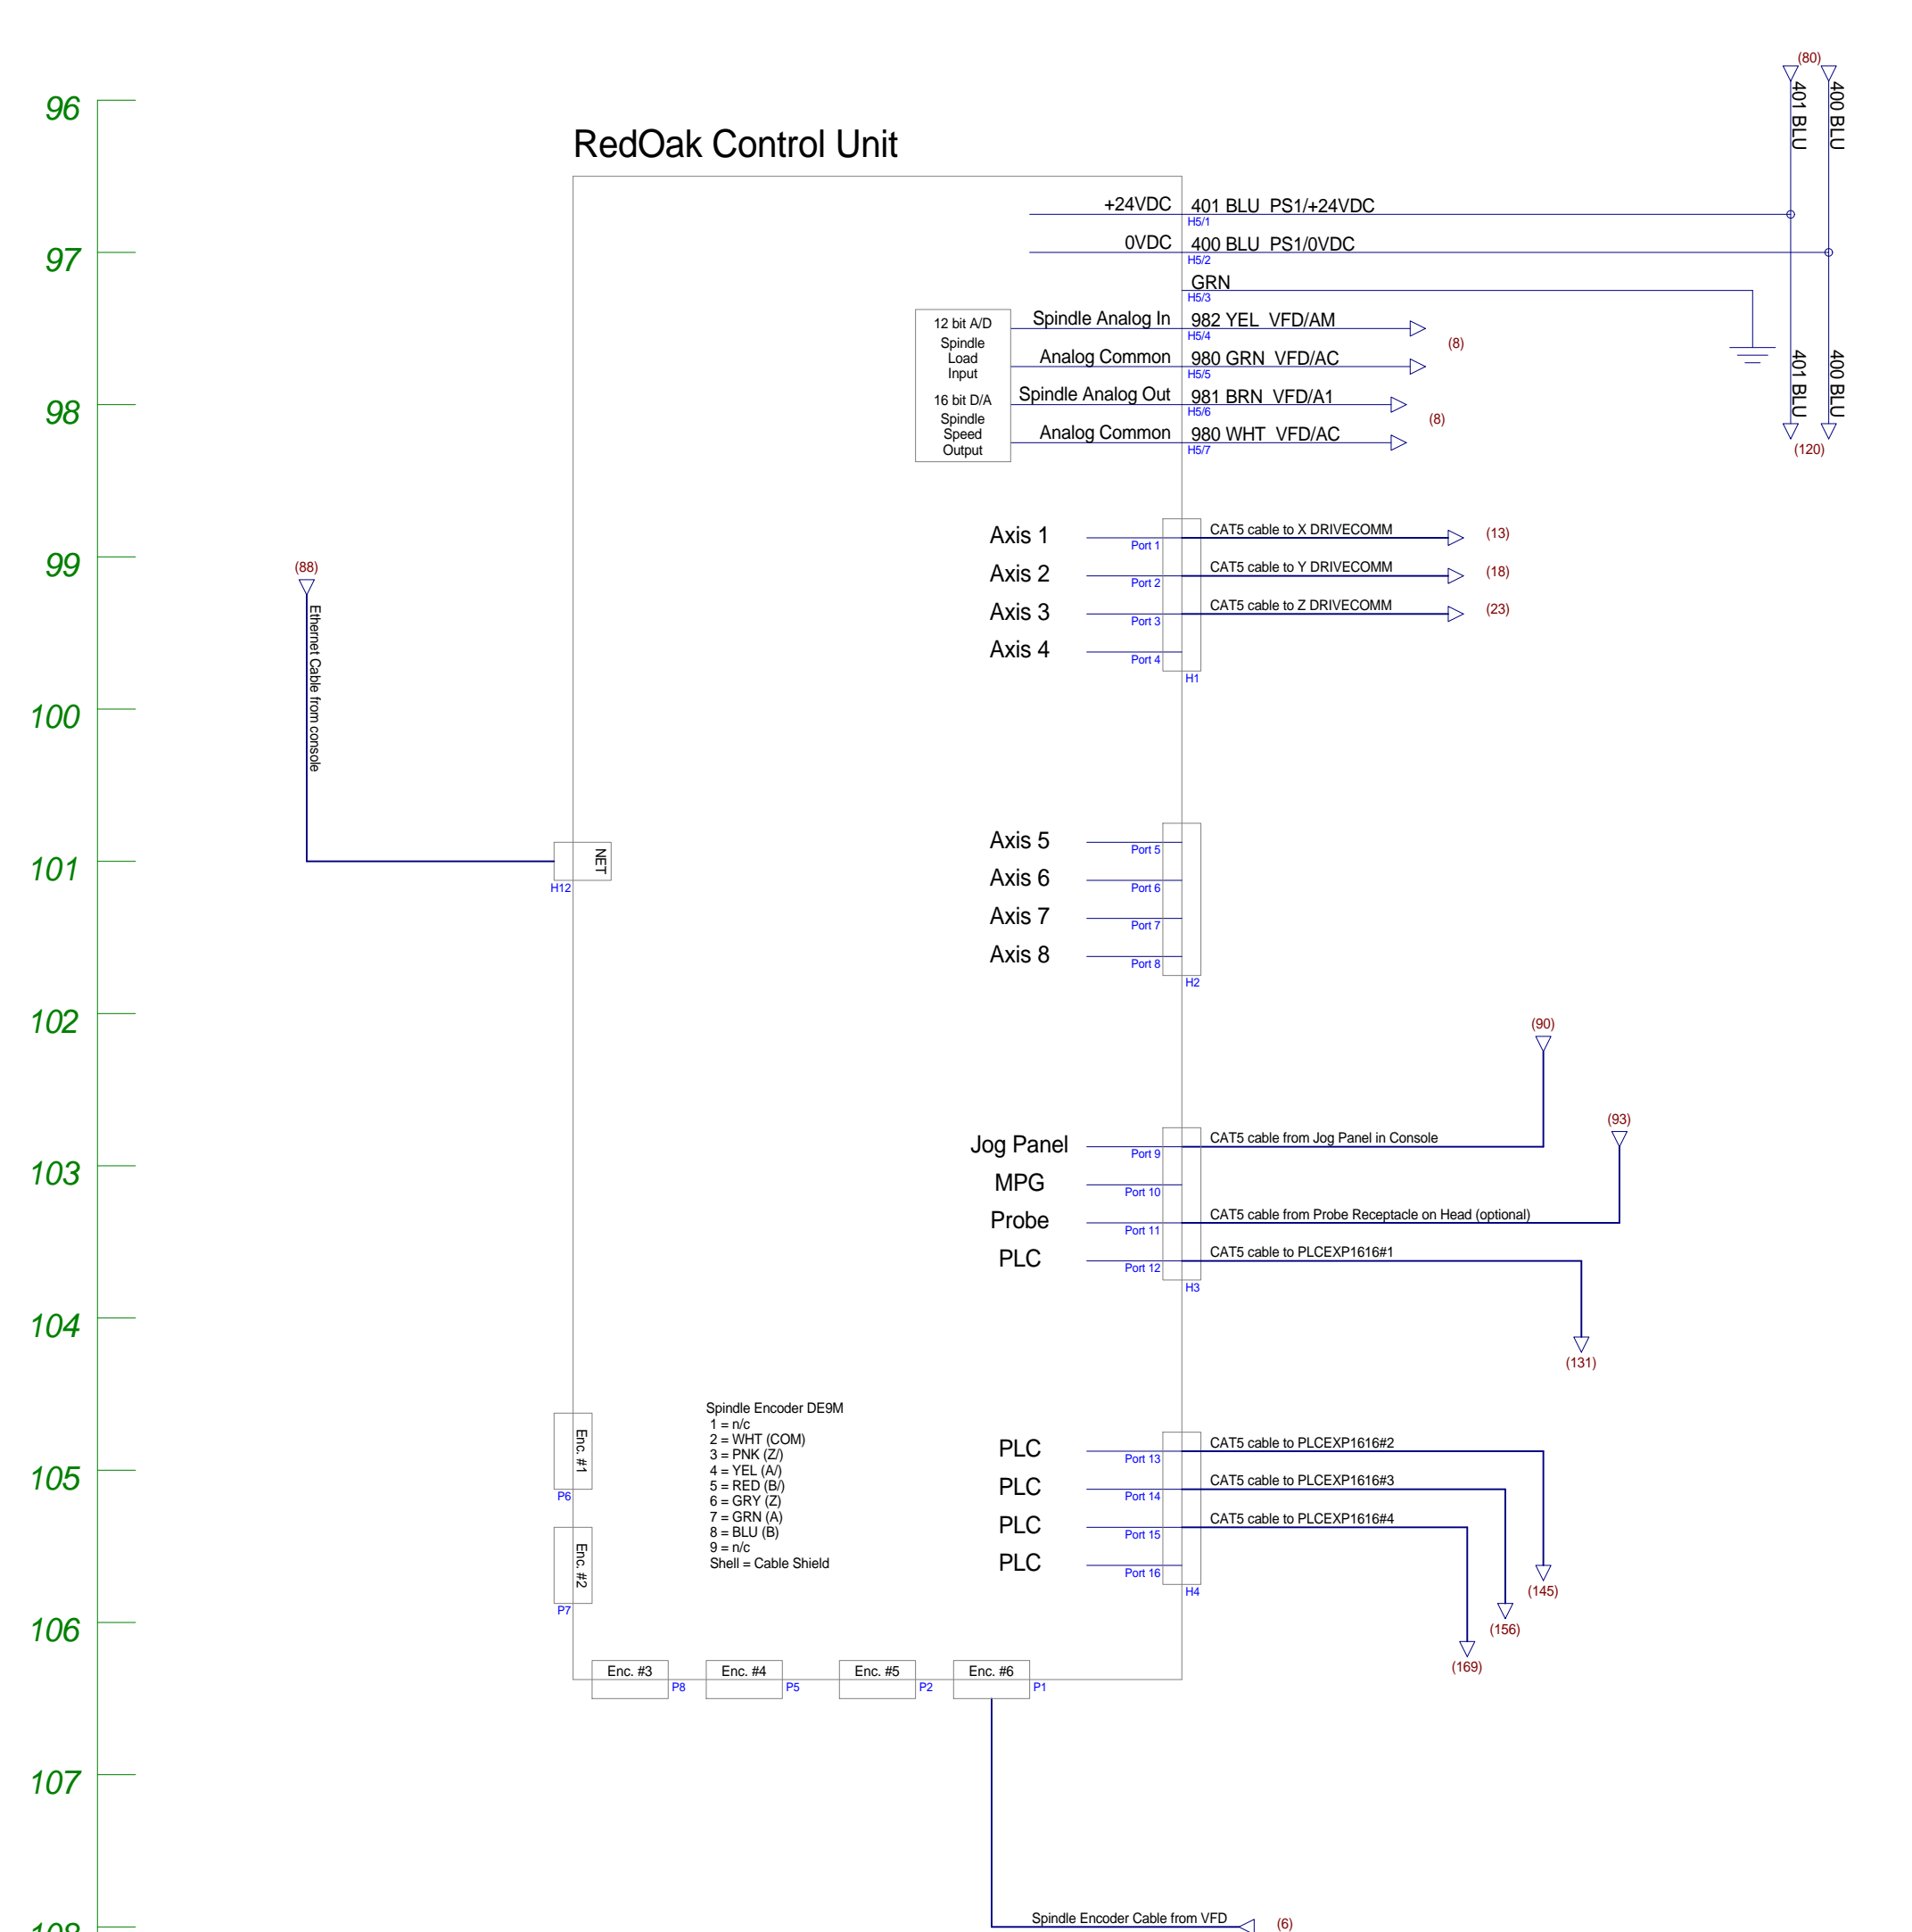 (80)
401 BLU
400 BLU
96
RedOak Control Unit
+24VDC
401 BLU  PS1/+24VDC
H5/1
97
0VDC
400 BLU  PS1/0VDC
H5/2
GRN
H5/3
12 bit A/D
Spindle
Load
Input
Spindle Analog In
982 YEL  VFD/AM
H5/4
(8)
Analog Common
980 GRN  VFD/AC
H5/5
401 BLU
400 BLU
98
16 bit D/A
Spindle
Speed
Output
Spindle Analog Out
981 BRN  VFD/A1
H5/6
(8)
Analog Common
980 WHT  VFD/AC
H5/7
(120)
Axis 1
Port 1
CAT5 cable to X DRIVECOMM
(13)
99
(88)
Ethernet Cable from console
Axis 2
Port 2
CAT5 cable to Y DRIVECOMM
(18)
Axis 3
Port 3
CAT5 cable to Z DRIVECOMM
(23)
Axis 4
Port 4
H1
100
101
NET
H12
Axis 5
Port 5
Axis 6
Port 6
Axis 7
Port 7
Axis 8
Port 8
H2
102
(90)
(93)
103
Jog Panel
Port 9
CAT5 cable from Jog Panel in Console
MPG
Port 10
Probe
Port 11
CAT5 cable from Probe Receptacle on Head (optional)
PLC
Port 12
CAT5 cable to PLCEXP1616#1
H3
104
(131)
Enc. #1
P6
Spindle Encoder DE9M
1 = n/c
2 = WHT (COM)
3 = PNK (Z/)
4 = YEL (A/)
5 = RED (B/)
6 = GRY (Z)
7 = GRN (A)
8 = BLU (B)
9 = n/c
Shell = Cable Shield
105
PLC
Port 13
CAT5 cable to PLCEXP1616#2
PLC
Port 14
CAT5 cable to PLCEXP1616#3
PLC
Port 15
CAT5 cable to PLCEXP1616#4
PLC
Port 16
H4
Enc. #2
P7
(145)
106
(156)
(169)
Enc. #3
P8
Enc. #4
P5
Enc. #5
P2
Enc. #6
P1
107
108
Spindle Encoder Cable from VFD
(6)